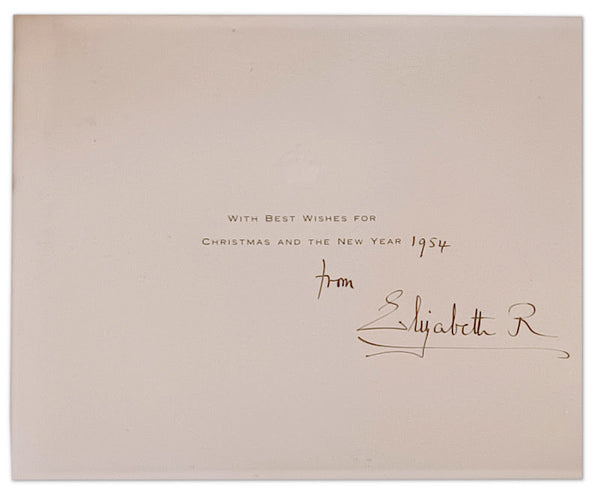 WITH BEST WISHES FOR
CHRISTMAS AND THE NEW YEAR 1954
from
Elizabeth R